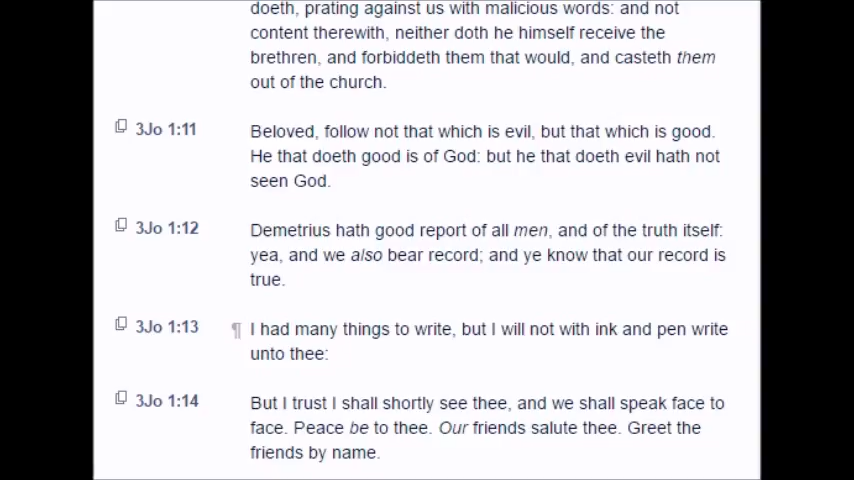 doeth, prating against us with malicious words: and not
content therewith, neither doth he himself receive the
brethren, and forbiddeth them that would, and casteth them
out of the church.
3Jo 1:11 Beloved, follow not that which is evil, but that which is good.
He that doeth good is of God: but he that doeth evil hath not
seen God.
3Jo 1:12 Demetrius hath good report of all men, and of the truth itself:
yea, and we also bear record; and ye know that our record is
true.
3Jo 1:13 ¶ I had many things to write, but I will not with ink and pen write
unto thee:
3Jo 1:14 But I trust I shall shortly see thee, and we shall speak face to
face. Peace be to thee. Our friends salute thee. Greet the
friends by name.